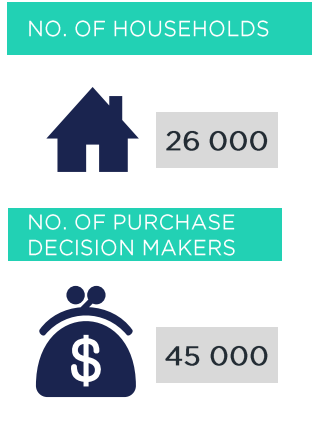 NO. OF HOUSEHOLDS
26 000
NO. OF PURCHASE
DECISION MAKERS
$
45 000